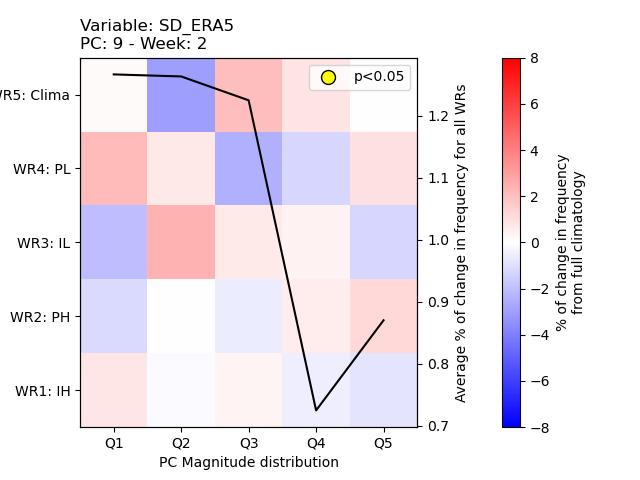 Variable: SD_ERA5
PC: 9 - Week: 2
p<0.05
WR5: Clima
WR4: PL
WR3: IL
WR2: PH
WR1: IH
Q1 Q2 Q3 Q4 Q5
PC Magnitude distribution
1.2
1.1
1.0
0.9
0.8
0.7
Average % of change in frequency for all WRs
8
6
4
2
0
−2
−4
−6
−8
% of change in frequency
from full climatology